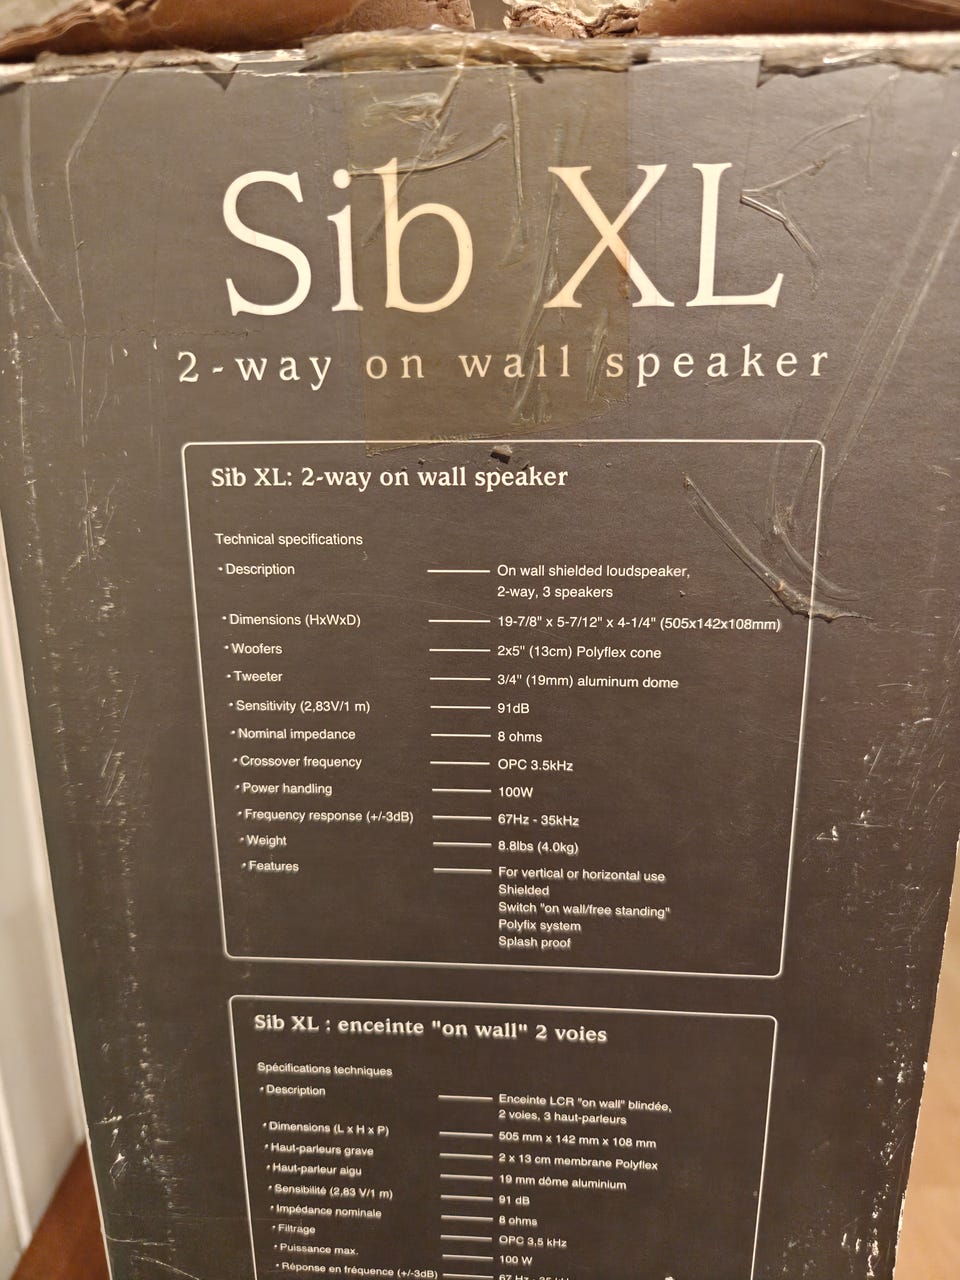 Sib XL
2-way on wall speaker
Sib XL: 2-way on wall speaker
Technical specifications
• Description On wall shielded loudspeaker,
2-way, 3 speakers
• Dimensions (HxWxD) 19-7/8" x 5-7/12" x 4-1/4" (505x142x108mm)
• Woofers 2x5" (13cm) Polyflex cone
• Tweeter 3/4" (19mm) aluminum dome
• Sensitivity (2,83V/1 m) 91dB
• Nominal impedance 8 ohms
• Crossover frequency OPC 3.5kHz
• Power handling 100W
• Frequency response (+/-3dB) 67Hz - 35kHz
• Weight 8.8lbs (4.0kg)
• Features For vertical or horizontal use
Shielded
Switch "on wall/free standing"
Polyfix system
Splash proof
Sib XL : enceinte "on wall" 2 voies
Spécifications techniques
• Description Enceinte LCR "on wall" blindée,
2 voies, 3 haut-parleurs
• Dimensions (L x H x P) 505 mm x 142 mm x 108 mm
• Haut-parleurs grave 2 x 13 cm membrane Polyflex
• Haut-parleur aigu 19 mm dôme aluminium
• Sensibilité (2,83 V/1 m) 91 dB
• Impédance nominale 8 ohms
• Filtrage OPC 3,5 kHz
• Puissance max. 100 W
• Réponse en fréquence (+/-3dB) 67 Hz